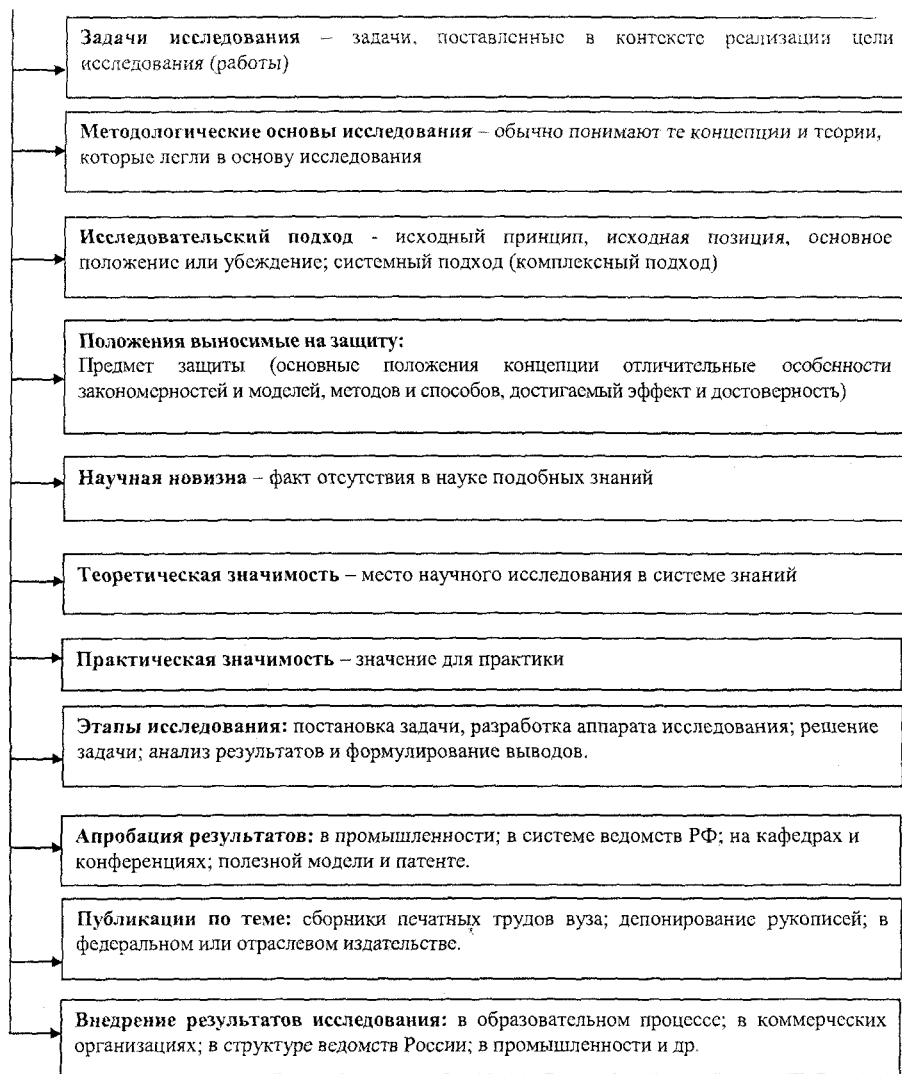 Задачи исследования – задачи, поставленные в контексте реализации цели
исследования (работы)
Методологические основы исследования – обычно понимают те концепции и теории,
которые легли в основу исследования
Исследовательский подход - исходный принцип, исходная позиция, основное
положение или убеждение; системный подход (комплексный подход)
Положения выносимые на защиту:
Предмет защиты (основные положения концепции отличительные особенности
закономерностей и моделей, методов и способов, достигаемый эффект и достоверность)
Научная новизна – факт отсутствия в науке подобных знаний
Теоретическая значимость – место научного исследования в системе знаний
Практическая значимость – значение для практики
Этапы исследования: постановка задачи, разработка аппарата исследования; решение
задачи; анализ результатов и формулирование выводов.
Апробация результатов: в промышленности; в системе ведомств РФ; на кафедрах и
конференциях; полезной модели и патенте.
Публикации по теме: сборники печатных трудов вуза; депонирование рукописей; в
федеральном или отраслевом издательстве.
Внедрение результатов исследования: в образовательном процессе; в коммерческих
организациях; в структуре ведомств России; в промышленности и др.